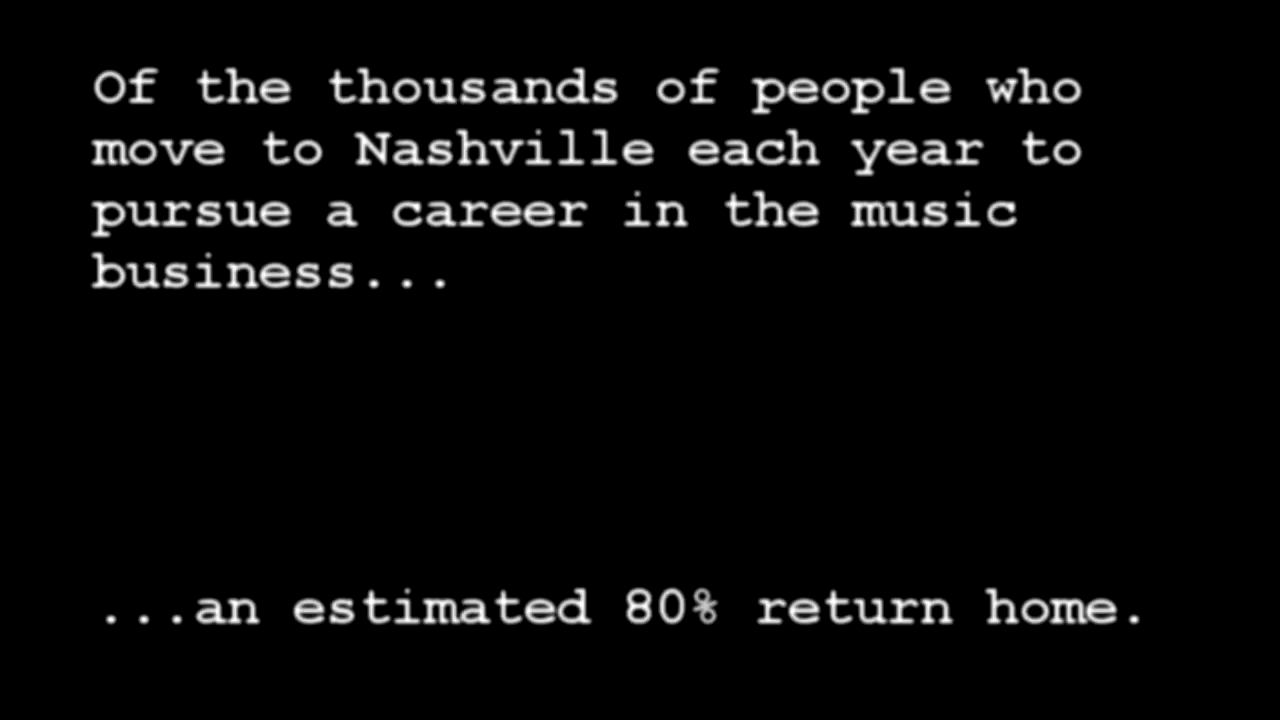 Of the thousands of people who
move to Nashville each year to
pursue a career in the music
business...
...an estimated 80% return home.